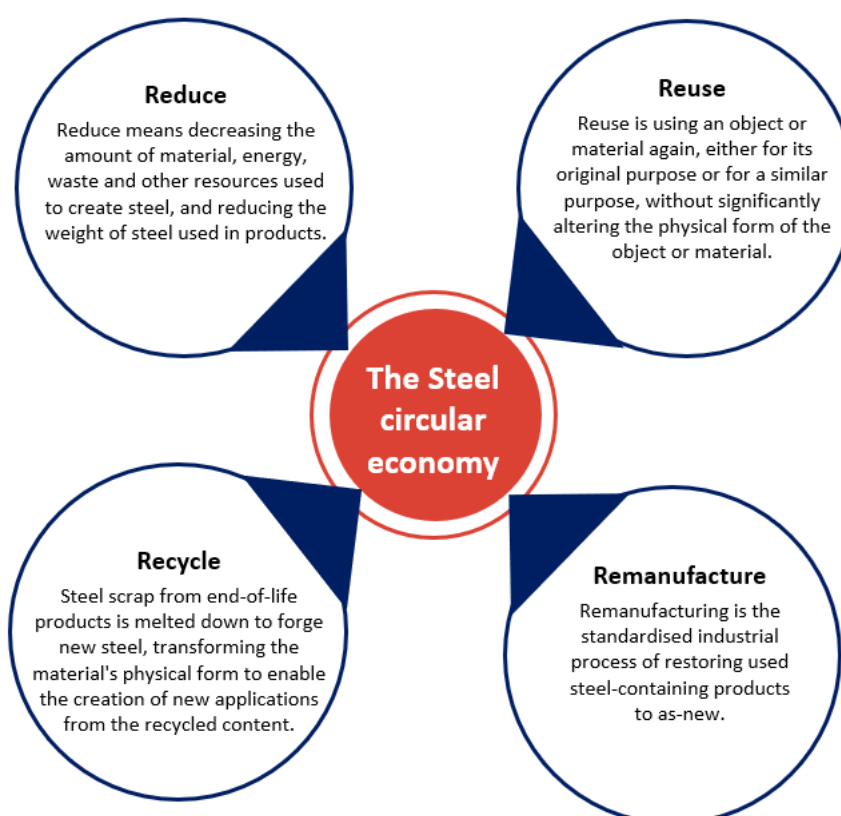 Reduce
Reduce means decreasing the
amount of material, energy,
waste and other resources used
to create steel, and reducing the
weight of steel used in products.
Reuse
Reuse is using an object or
material again, either for its
original purpose or for a similar
purpose, without significantly
altering the physical form of the
object or material.
The Steel
circular
economy
Recycle
Steel scrap from end-of-life
products is melted down to forge
new steel, transforming the
material's physical form to enable
the creation of new applications
from the recycled content.
Remanufacture
Remanufacturing is the
standardised industrial
process of restoring used
steel-containing products
to as-new.